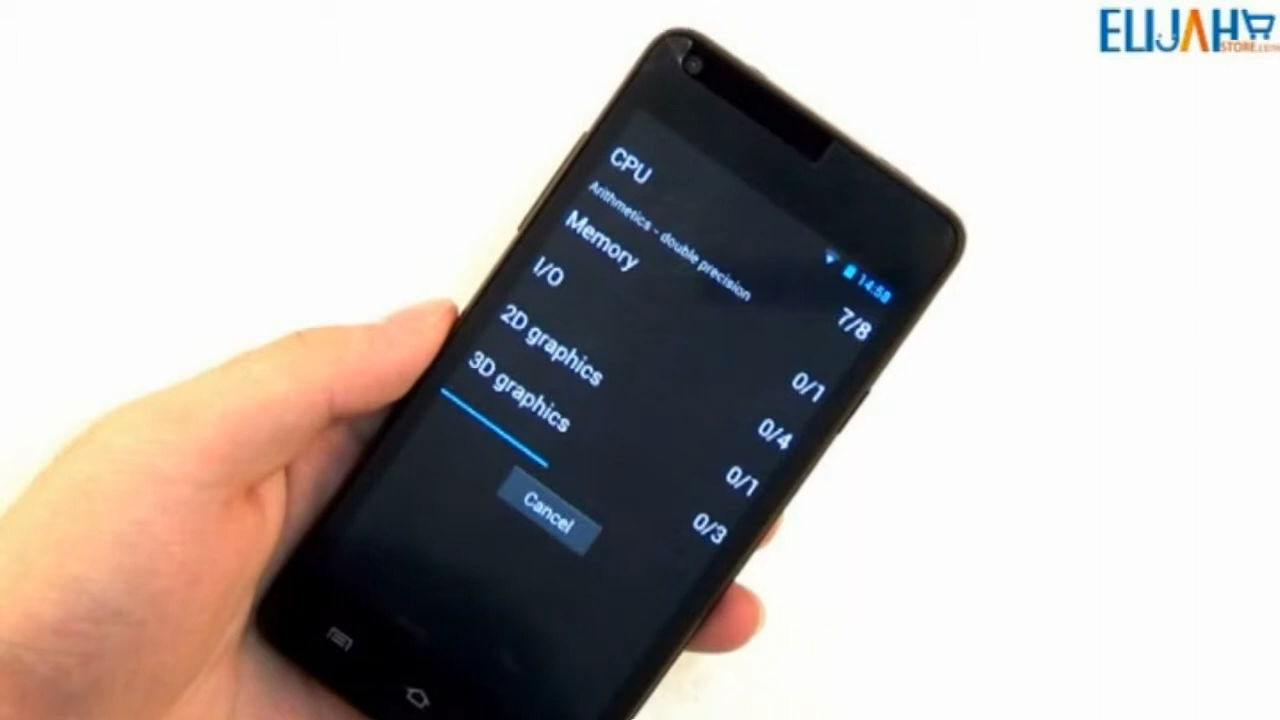 ELIJAH
STORE.com
14:58
CPU 7/8
Arithmetics - double precision
Memory 0/1
I/O 0/4
2D graphics 0/1
3D graphics 0/3
Cancel